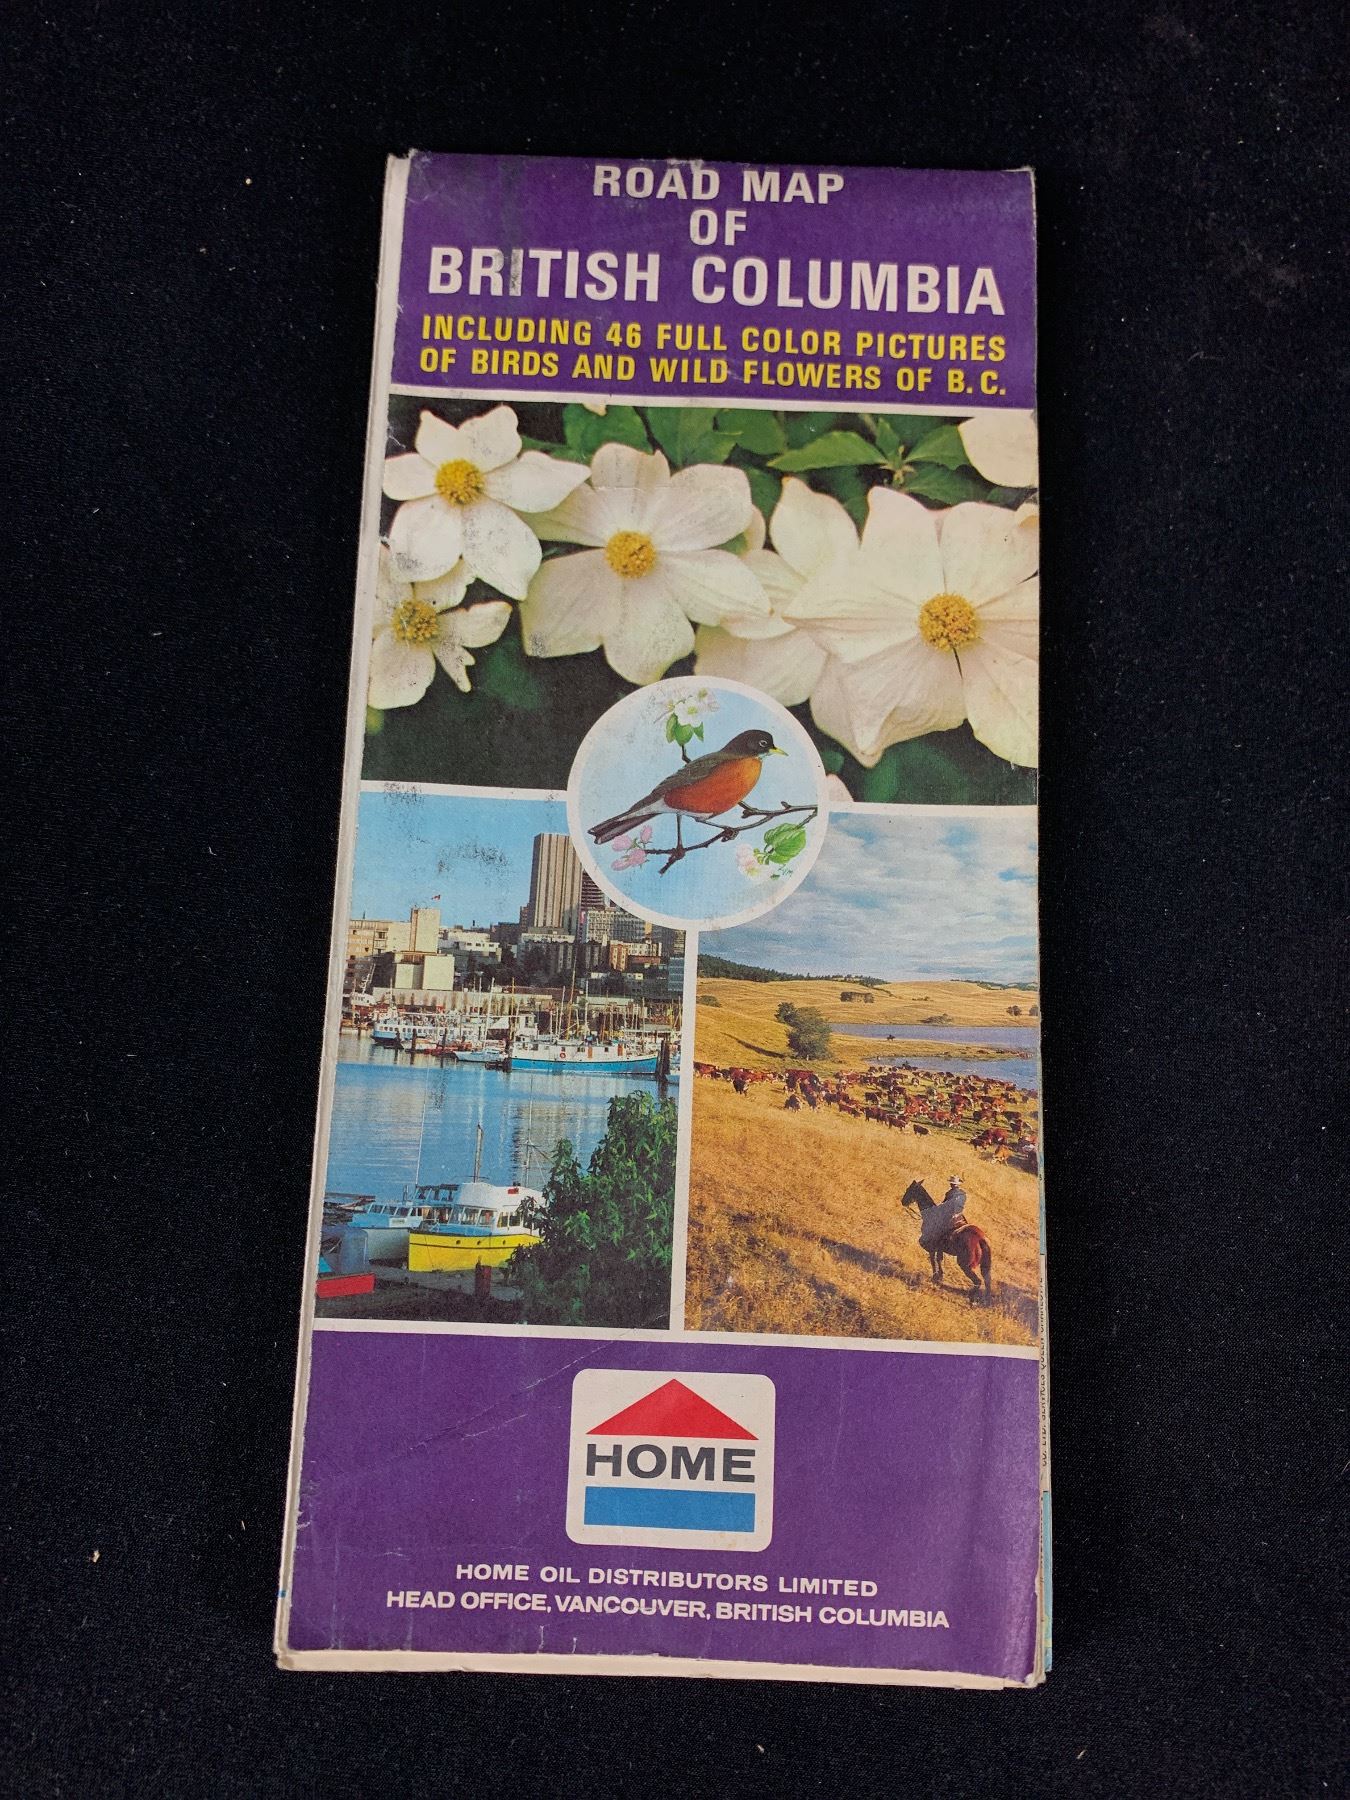 ROAD MAP
OF
BRITISH COLUMBIA
INCLUDING 46 FULL COLOR PICTURES
OF BIRDS AND WILD FLOWERS OF B.C.
HOME
HOME OIL DISTRIBUTORS LIMITED
HEAD OFFICE, VANCOUVER, BRITISH COLUMBIA